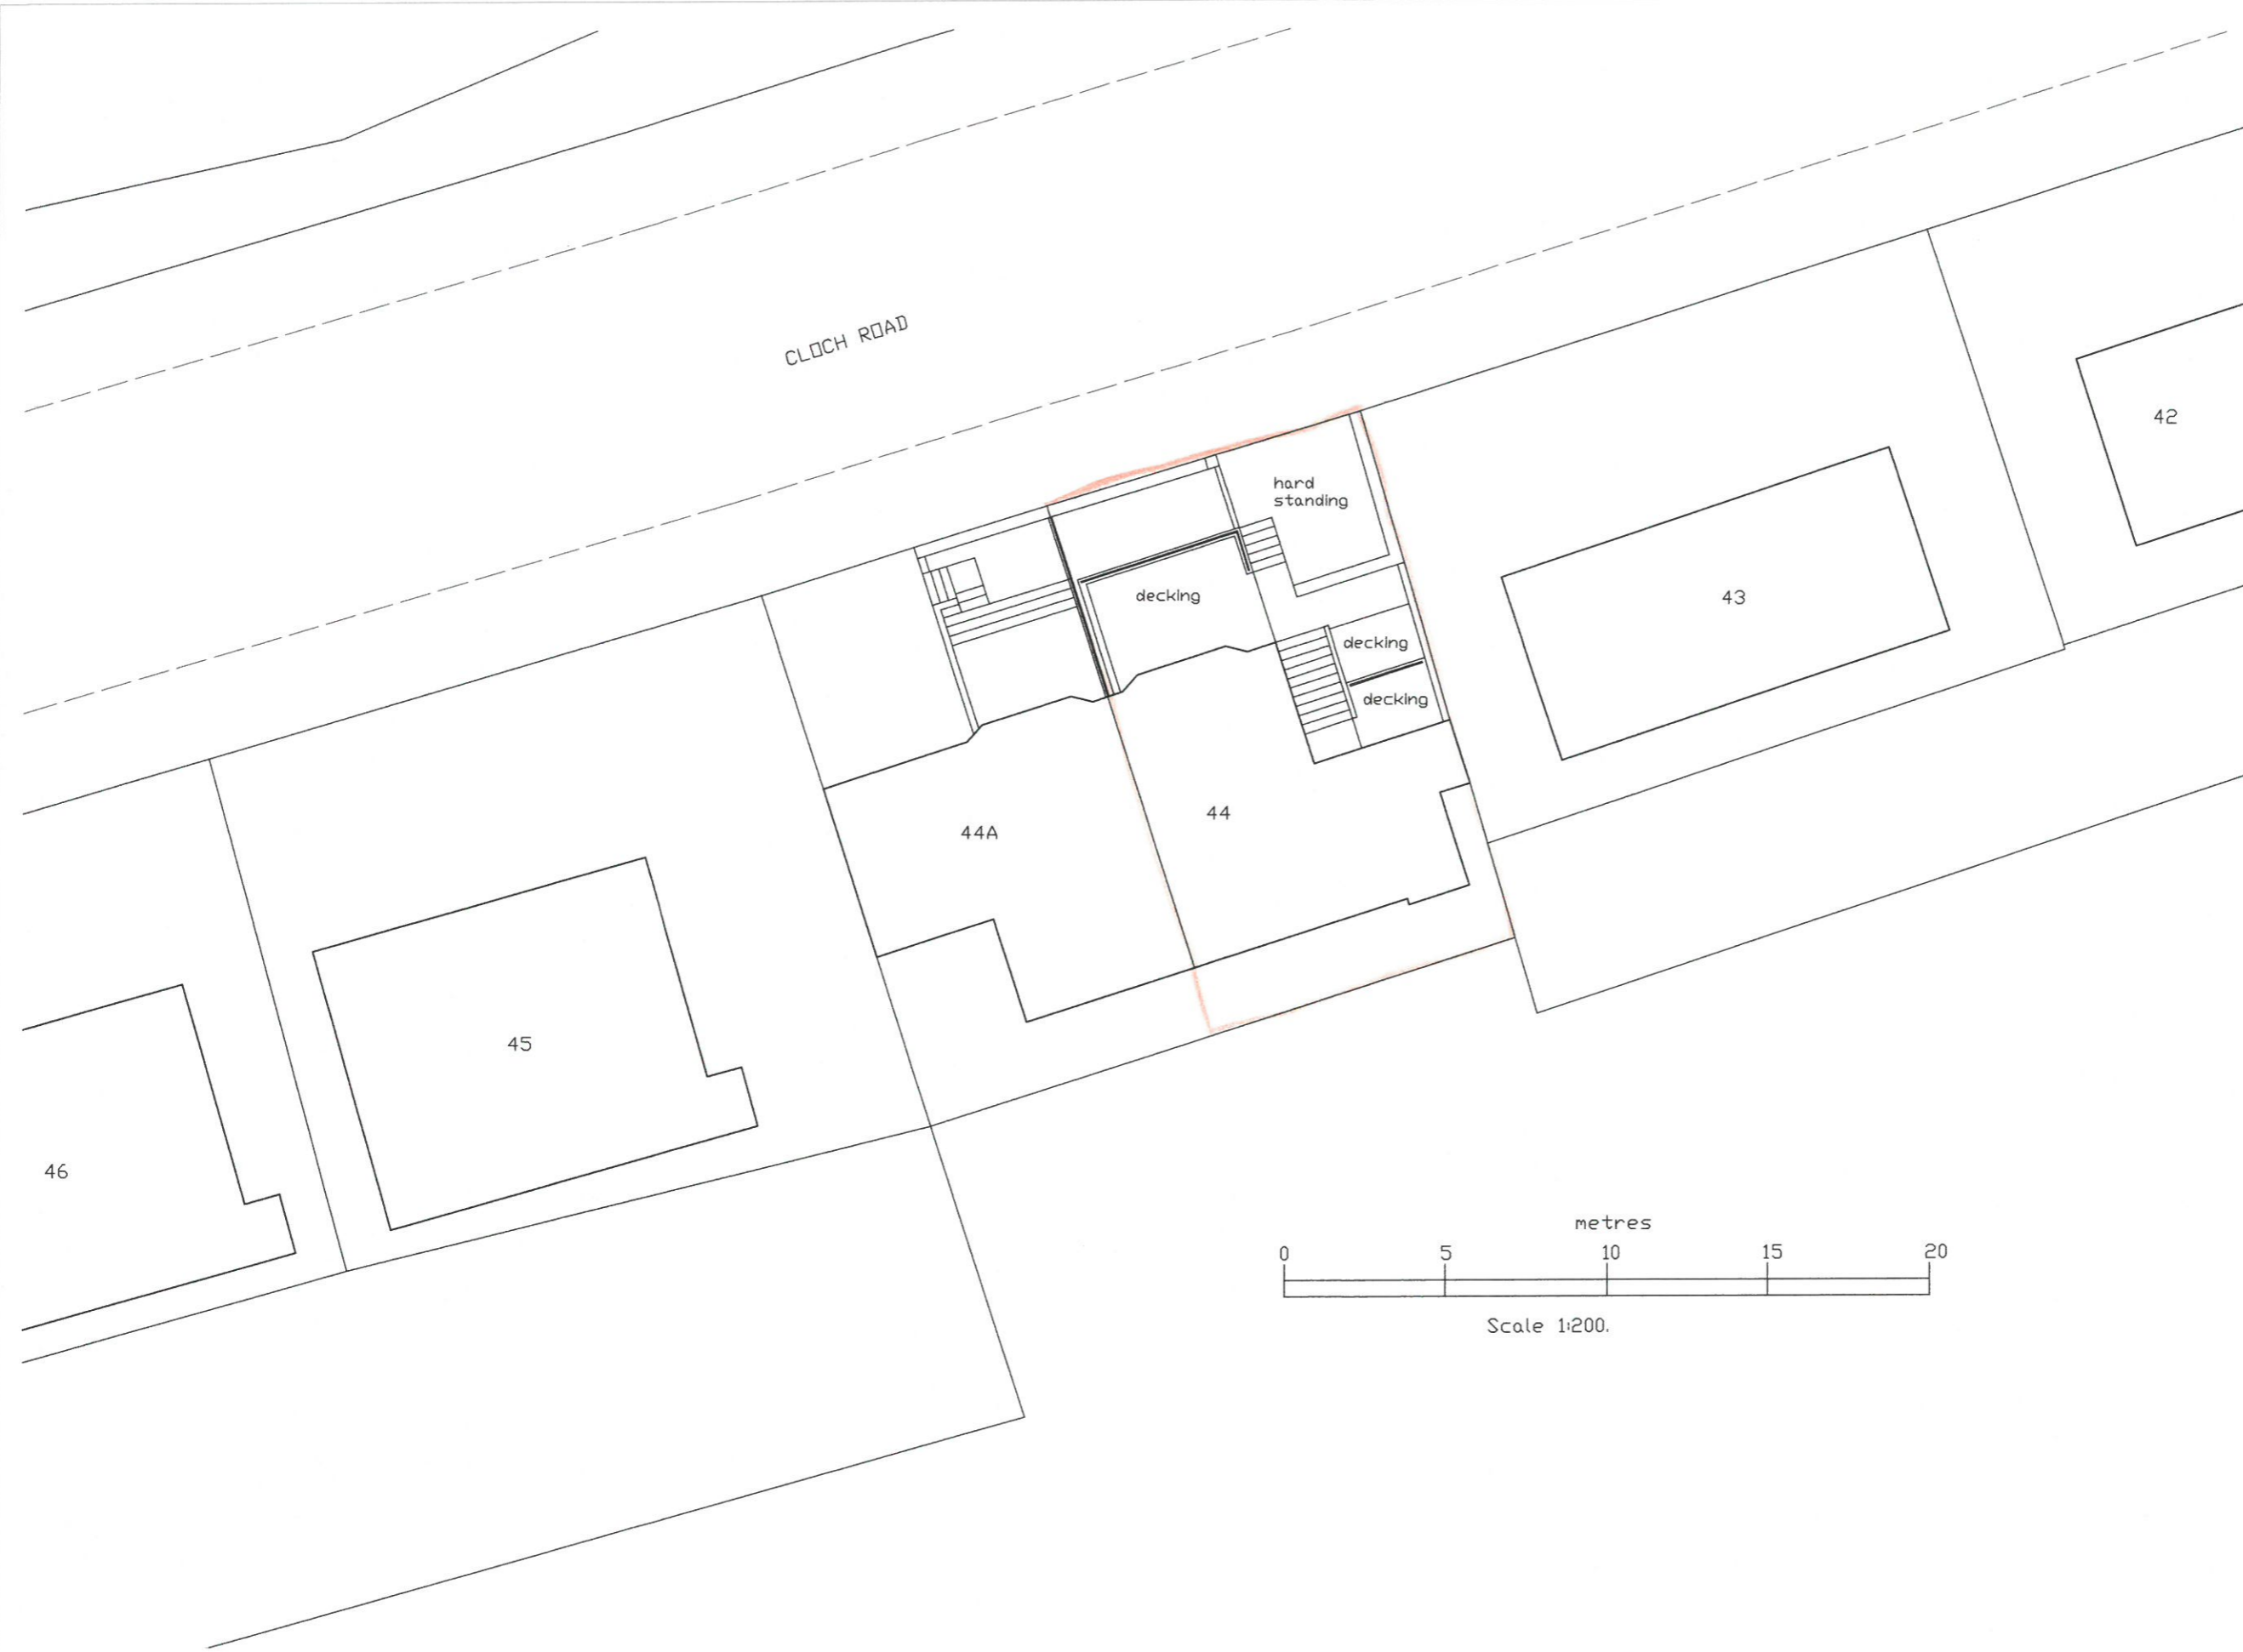 CLOCH ROAD
42
hard
standing
decking
43
decking
decking
44
44A
45
46
metres
0 5 10 15 20
Scale 1:200.